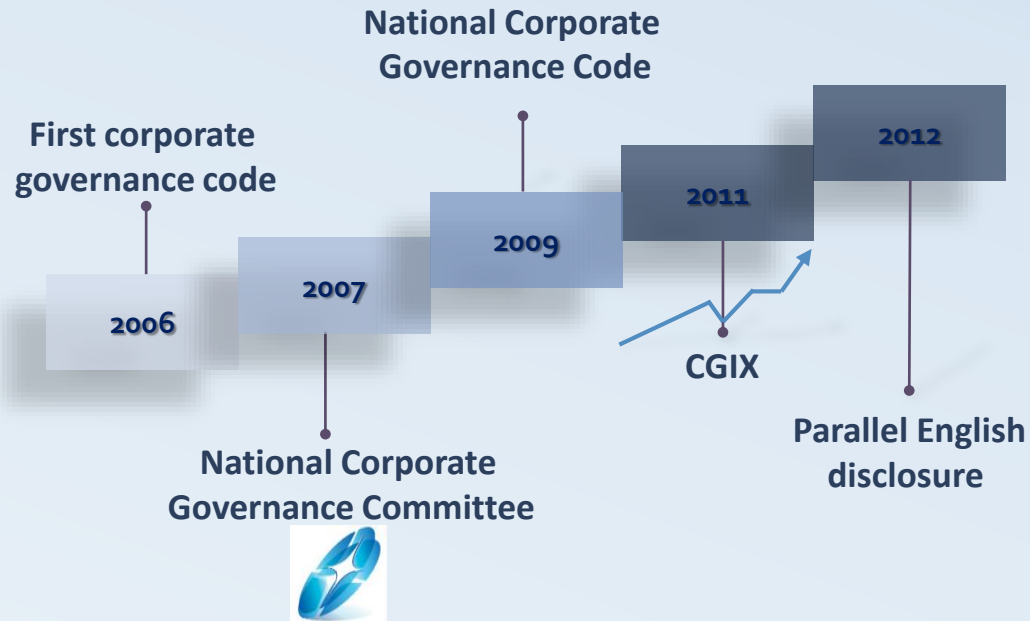 National Corporate
Governance Code
First corporate
governance code
2012
2011
2009
2007
2006
CGIX
Parallel English
disclosure
National Corporate
Governance Committee